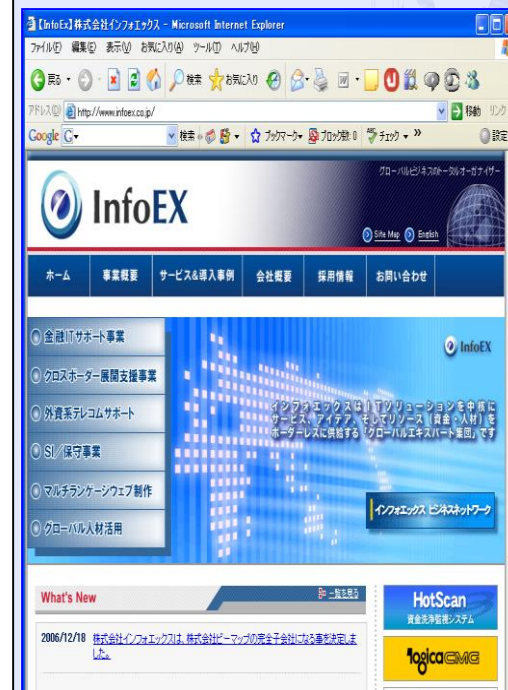 【InfoEx】株式会社インフォエックス - Microsoft Internet Explorer
ファイル(F) 編集(E) 表示(V) お気に入り(A) ツール(T) ヘルプ(H)
戻る 検索 お気に入り
アドレス(D) http://www.infoex.co.jp/ 移動 リンク
Google G 検索 ブックマーク ブロック数: 0 チェック » 設定
グローバルビジネスのトータルオーガナイザー
InfoEX
Site Map English
ホーム 事業概要 サービス&導入事例 会社概要 採用情報 お問い合わせ
金融ITサポート事業
クロスボーダー展開支援事業
外資系テレコムサポート
SI/保守事業
マルチランゲージウェブ制作
グローバル人材活用
InfoEX
インフォエックスはITソリューションを中核に
サービス、アイデア、そしてリソース(資金・人材)を
ボーダーレスに供給する「グローバルエキスパート集団」です
インフォエックス ビジネスネットワーク
What's New 一覧を見る
2006/12/18 株式会社インフォエックスは、株式会社ビーマップの完全子会社になる事を決定しま
した。
HotScan
資金洗浄監視システム
logicaCMG